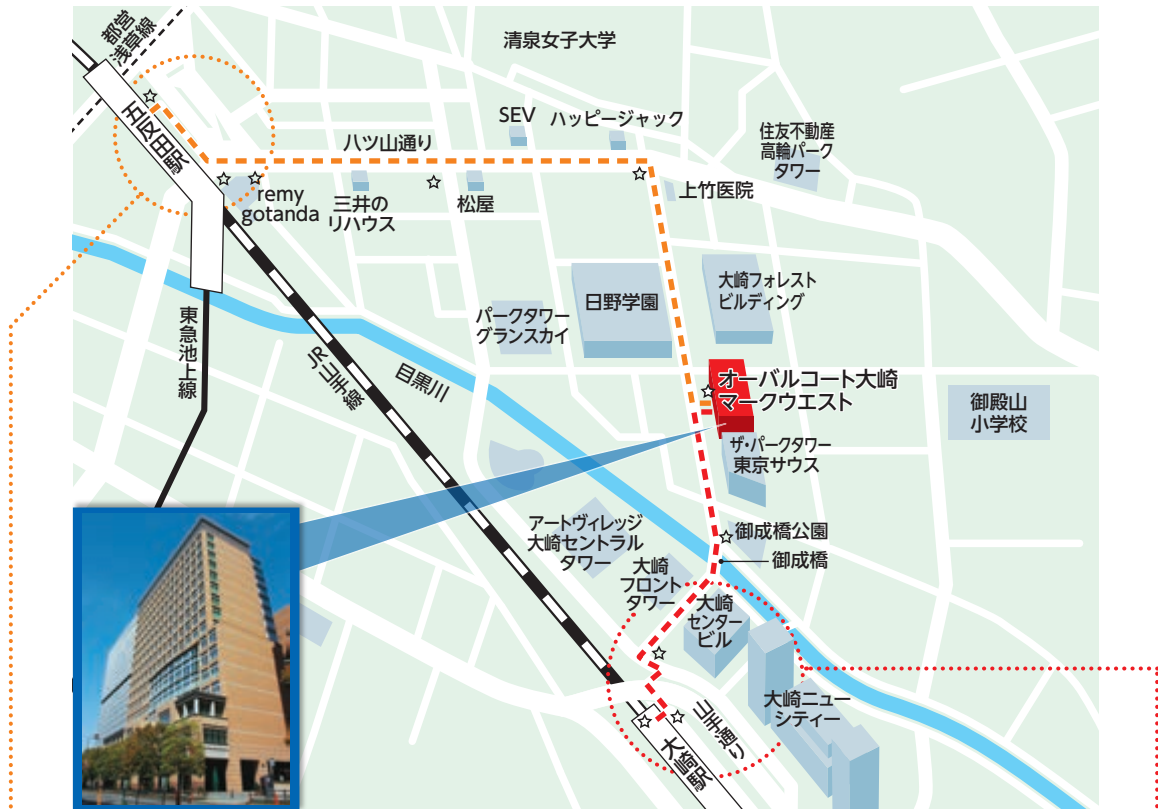 都営
浅草線
清泉女子大学
五反田駅
SEV
ハッピージャック
八ツ山通り
住友不動産
高輪パーク
タワー
remy
gotanda
三井の
リハウス
松屋
上竹医院
東急池上線
JR
山手線
目黒川
パークタワー
グランスカイ
日野学園
大崎フォレスト
ビルディング
オーバルコート大崎
マークウエスト
御殿山
小学校
ザ・パークタワー
東京サウス
アートヴィレッジ
大崎セントラル
タワー
御成橋公園
御成橋
大崎
フロント
タワー
大崎
センター
ビル
大崎ニュー
シティー
山手通り
大崎駅